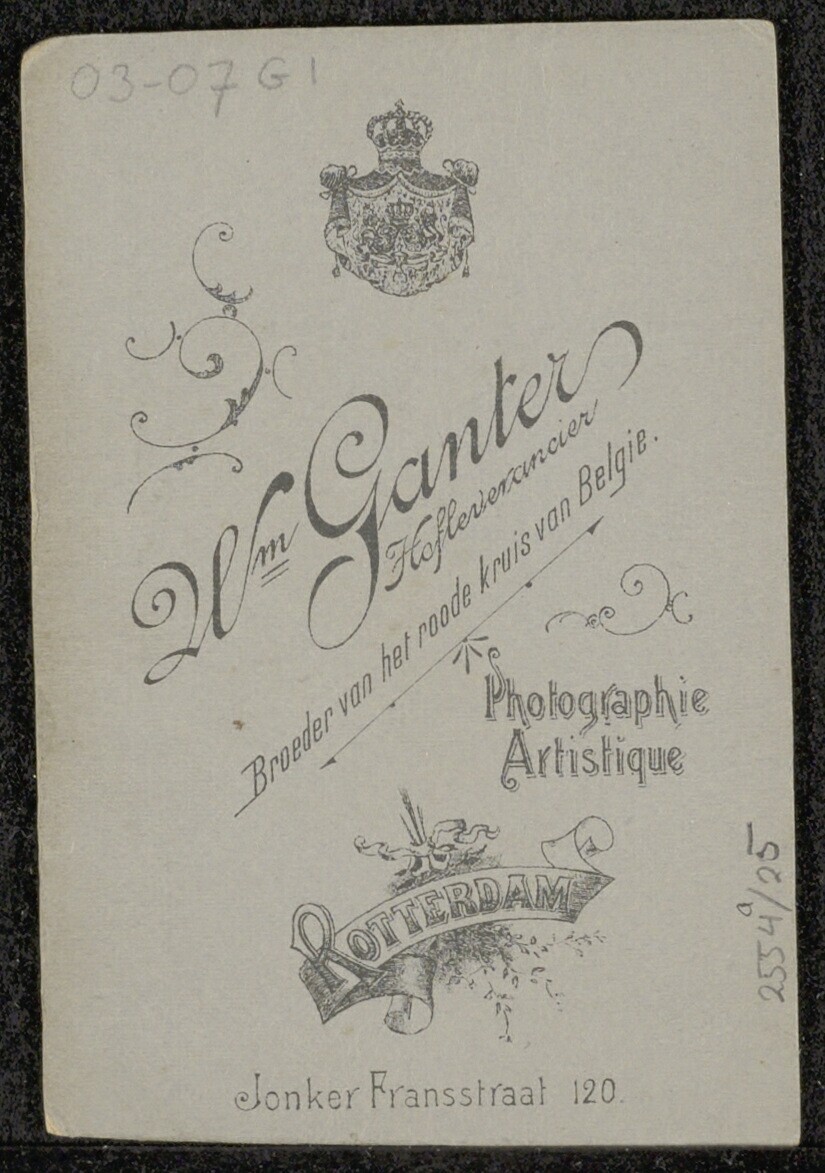 03-07 G1
Wm Ganter
Hofleverancier
Broeder van het roode kruis van Belgie.
Photographie
Artistique
ROTTERDAM
Jonker Fransstraat 120.
2554a/25